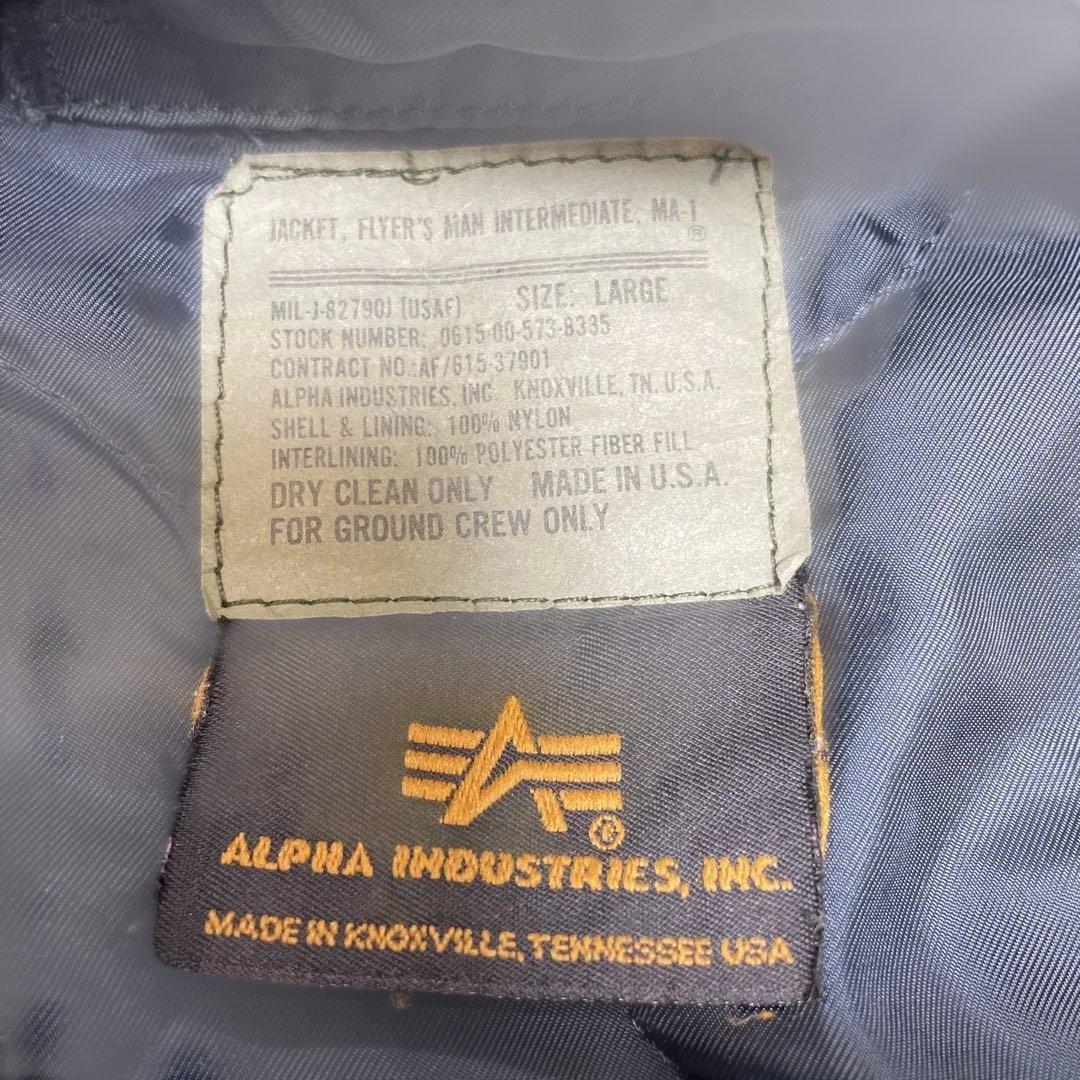 JACKET, FLYER'S MAN INTERMEDIATE, MA-1
®
MIL-J-82790J (USAF) SIZE: LARGE
STOCK NUMBER: 0615-00-573-8335
CONTRACT NO.:AF/615-37901
ALPHA INDUSTRIES, INC. KNOXVILLE, TN. U.S.A.
SHELL & LINING: 100% NYLON
INTERLINING: 100% POLYESTER FIBER FILL
DRY CLEAN ONLY MADE IN U.S.A.
FOR GROUND CREW ONLY
®
ALPHA INDUSTRIES, INC.
MADE IN KNOXVILLE, TENNESSEE USA